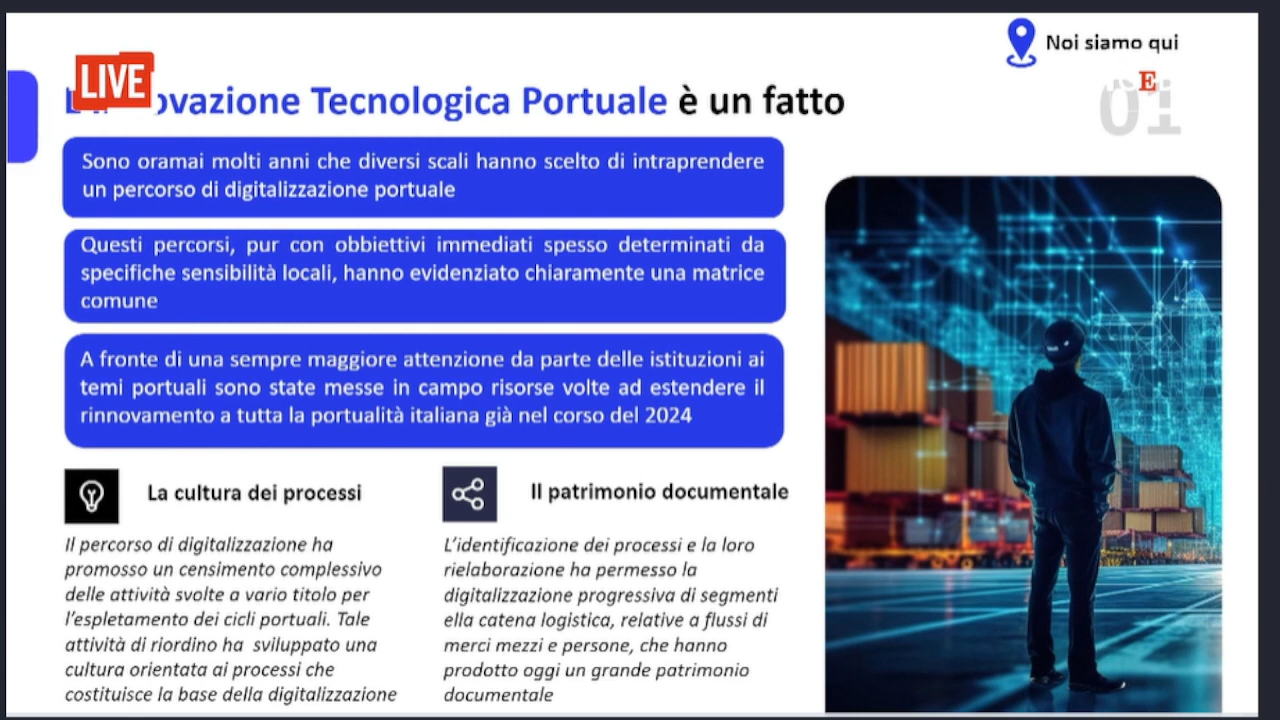 Noi siamo qui
LIVE
E
01
ovazione Tecnologica Portuale è un fatto
Sono oramai molti anni che diversi scali hanno scelto di intraprendere
un percorso di digitalizzazione portuale
Questi percorsi, pur con obbiettivi immediati spesso determinati da
specifiche sensibilità locali, hanno evidenziato chiaramente una matrice
comune
A fronte di una sempre maggiore attenzione da parte delle istituzioni ai
temi portuali sono state messe in campo risorse volte ad estendere il
rinnovamento a tutta la portualità italiana già nel corso del 2024
La cultura dei processi
Il percorso di digitalizzazione ha
promosso un censimento complessivo
delle attività svolte a vario titolo per
l'espletamento dei cicli portuali. Tale
attività di riordino ha sviluppato una
cultura orientata ai processi che
costituisce la base della digitalizzazione
Il patrimonio documentale
L'identificazione dei processi e la loro
rielaborazione ha permesso la
digitalizzazione progressiva di segmenti
ella catena logistica, relative a flussi di
merci mezzi e persone, che hanno
prodotto oggi un grande patrimonio
documentale